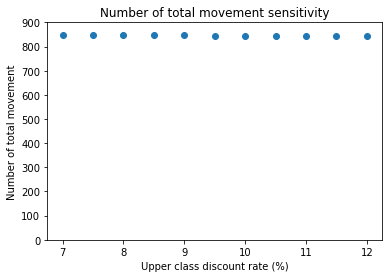 Number of total movement sensitivity
900
800
700
600
500
400
300
200
100
0
Number of total movement
7 8 9 10 11 12
Upper class discount rate (%)